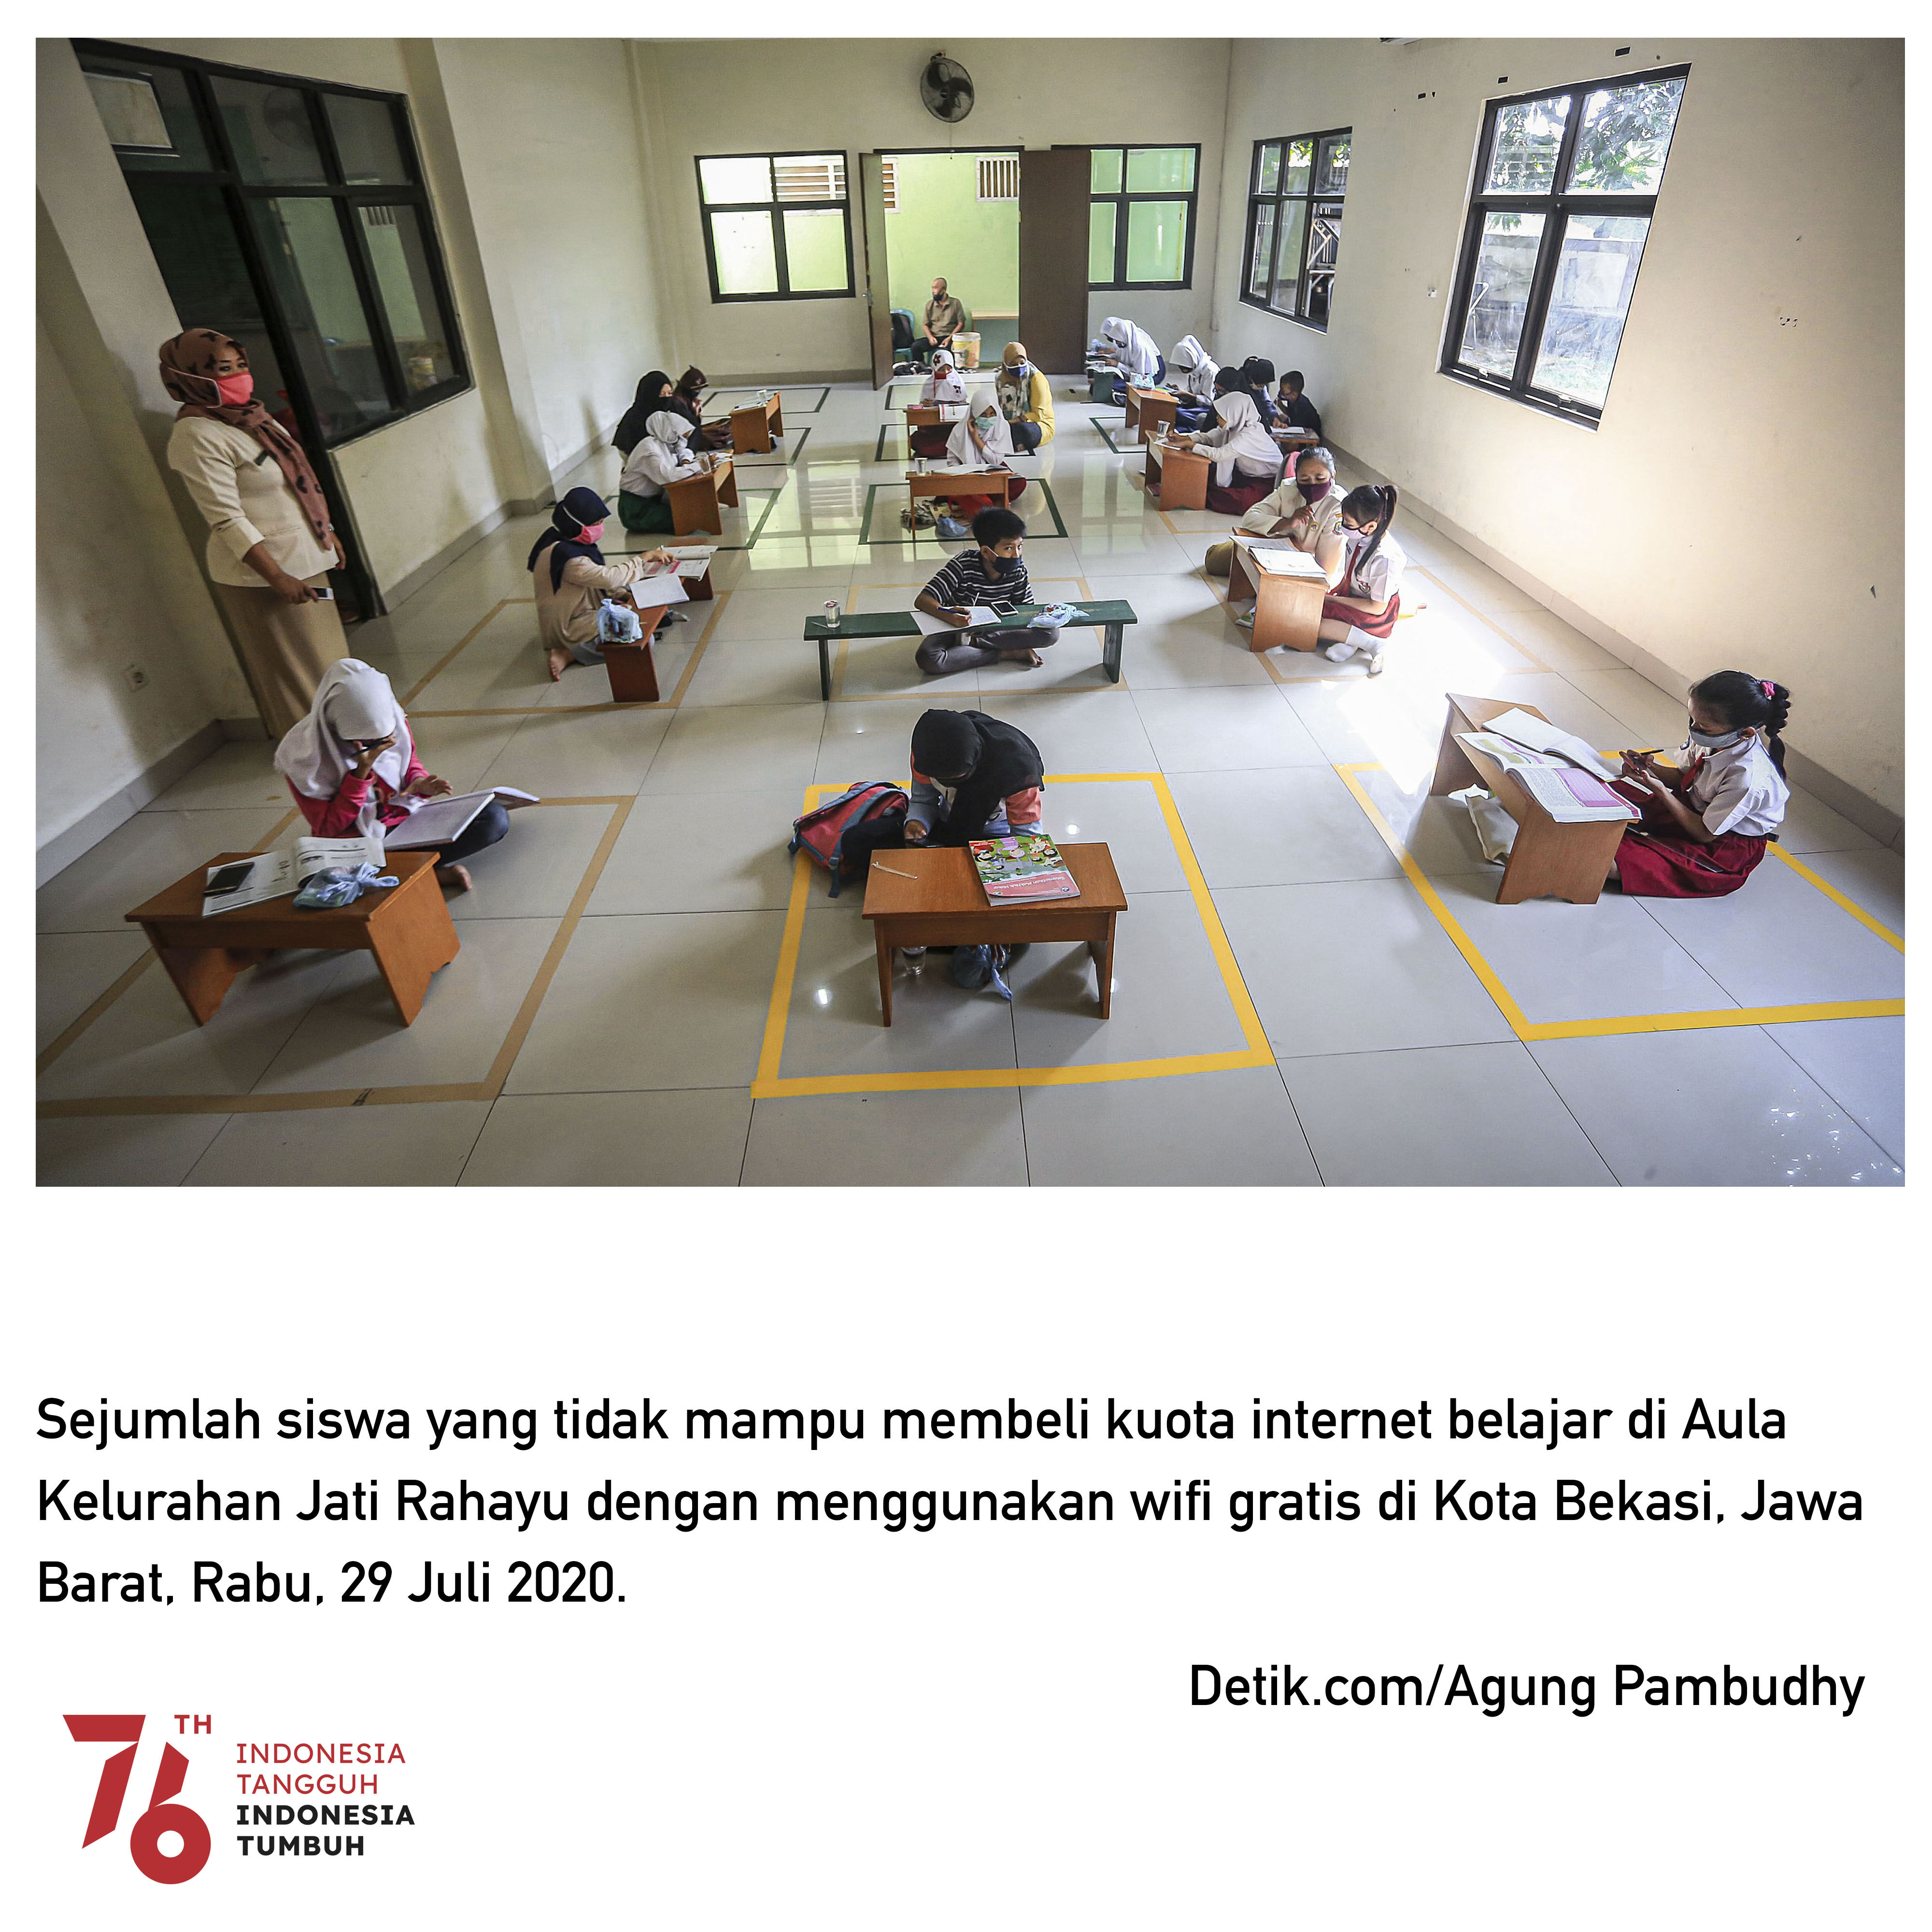 Sejumlah siswa yang tidak mampu membeli kuota internet belajar di Aula
Kelurahan Jati Rahayu dengan menggunakan wifi gratis di Kota Bekasi, Jawa
Barat, Rabu, 29 Juli 2020.
Detik.com/Agung Pambudhy
76 TH
INDONESIA
TANGGUH
INDONESIA
TUMBUH